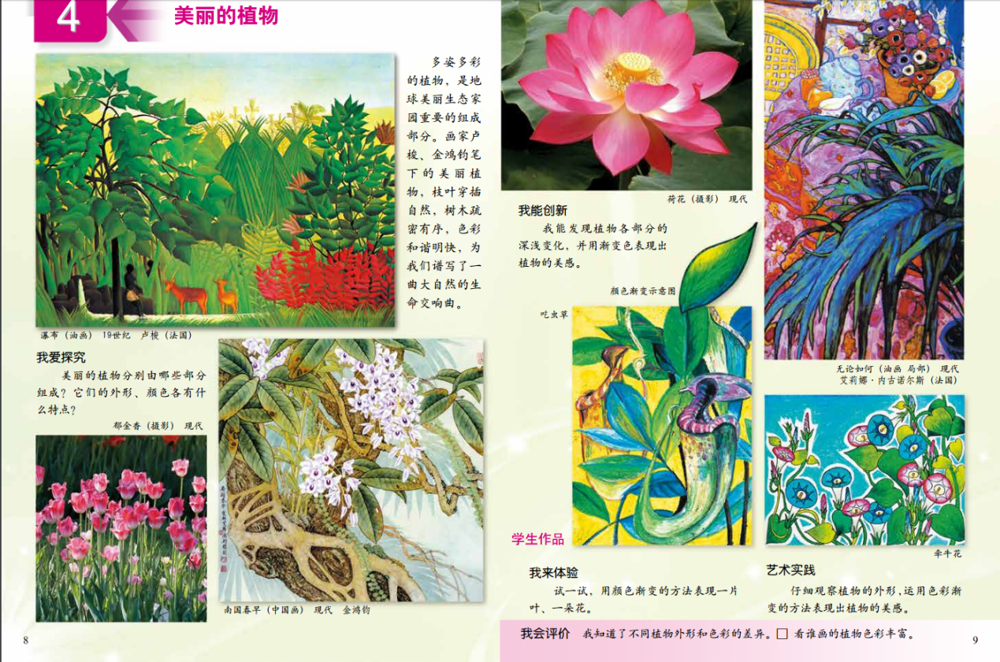 4
美丽的植物
多姿多彩
的植物，是地
球美丽生态家
园重要的组成
部分。画家卢
梭、金鸿钧笔
下的美丽植
物，枝叶穿插
自然，树木疏
密有序，色彩
和谐明快，为
我们谱写了一
曲大自然的生
命交响曲。
瀑布（油画） 19世纪 卢梭（法国）
我爱探究
美丽的植物分别由哪些部分
组成？它们的外形、颜色各有什
么特点？
郁金香（摄影） 现代
南国春早（中国画） 现代 金鸿钧
8
荷花（摄影） 现代
我能创新
我能发现植物各部分的
深浅变化，并用渐变色表现出
植物的美感。
颜色渐变示意图
吃虫草
无论如何（油画 局部） 现代
艾莉娜·内古诺尔斯（法国）
学生作品
牵牛花
我来体验
试一试，用颜色渐变的方法表现一片
叶、一朵花。
艺术实践
仔细观察植物的外形，运用色彩渐
变的方法表现出植物的美感。
我会评价 我知道了不同植物外形和色彩的差异。□ 看谁画的植物色彩丰富。
9